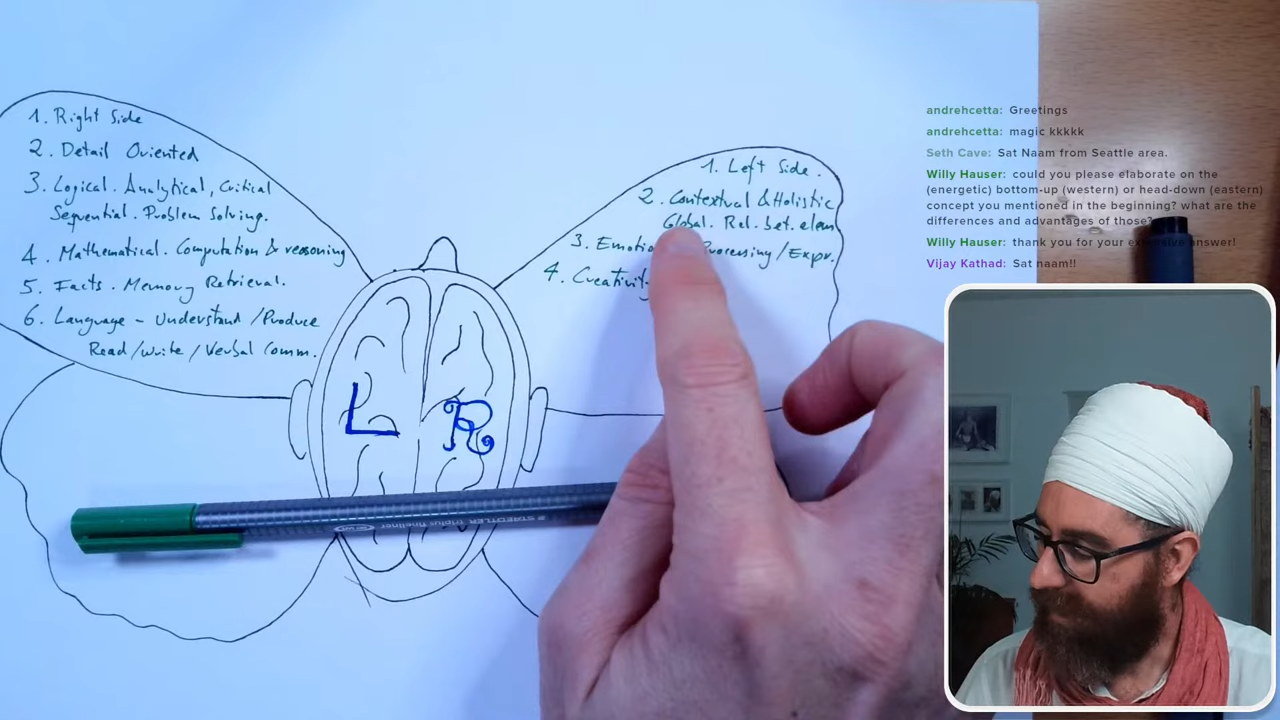 1. Right Side
2. Detail Oriented
3. Logical. Analytical, Critical
Sequential. Problem Solving.
4. Mathematical. Computation & reasoning
5. Facts. Memory Retrieval.
6. Language - Understand/Produce
Read/write/Verbal Comm.
L
R
1. Left Side.
2. Contextual & Holistic
Global. Rel. bet. elem
3. Processing/Expr.
4. Creativity
STAEDTLER triplus fineliner
andrehcetta: Greetings
andrehcetta: magic kkkkk
Seth Cave: Sat Naam from Seattle area.
Willy Hauser: could you please elaborate on the
(energetic) bottom-up (western) or head-down (eastern)
concept you mentioned in the beginning? what are the
differences and advantages of those?
Willy Hauser: thank you for your answer!
Vijay Kathad: Sat naam!!